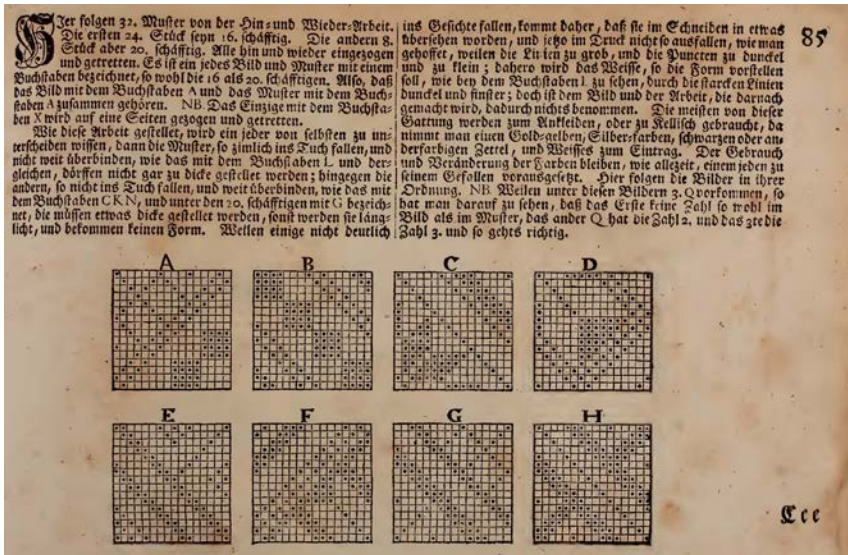 Hier folgen 32. Muster von der Hin- und Wieder-Arbeit.
Die ersten 24. Stück seyn 16. schäfftig. Die andern 8.
Stück aber 20. schäfftig. Alle hin und wieder eingezogen
und getretten. Es ist ein jedes Bild und Muster mit einem
Buchstaben bezeichnet, so wohl die 16 als 20. schäfftigen. Also, daß
das Bild mit dem Buchstaben A und das Muster mit dem Buch-
staben A zusammen gehören. NB. Das Einzige mit dem Buchsta-
ben X wird auf eine Seiten gezogen und getretten.
Wie diese Arbeit gestellet, wird ein jeder von selbsten zu un-
terscheiden wissen, dann die Muster, so zimlich ins Tuch fallen, und
nicht weit überbinden, wie das mit dem Buchstaben L und der-
gleichen, dörffen nicht gar zu dicke gestellet werden; hingegen die
andern, so nicht ins Tuch fallen, und weit überbinden, wie das mit
dem Buchstaben C K N, und unter den 20. schäfftigen mit G bezeich-
net, die müssen etwas dicke gestellet werden, sonst werden sie läng-
licht, und bekommen keinen Form. Weilen einige nicht deutlich
ins Gesichte fallen, kommt daher, daß sie im Schneiden in etwas
übersehen worden, und jetzo im Druck nicht so ausfallen, wie man
gehoffet, weilen die Linien zu grob, und die Puncten zu dunckel
und zu klein; dahero wird das Weisse, so die Form vorstellen
soll, wie bey dem Buchstaben L zu sehen, durch die starcken Linien
dunckel und finster; doch ist dem Bild und der Arbeit, die darnach
gemacht wird, dadurch nichts benommen. Die meisten von dieser
Gattung werden zum Ankleiden, oder zu Kellisch gebraucht, da
nimmt man einen Gold-gelben, Silber-farben, schwartzen oder an-
derfarbigen Zettel, und Weisses zum Eintrag. Der Gebrauch
und Veränderung der Farben bleiben, wie allezeit, einem jeden zu
seinem Gefallen vorausgesetzt. Hier folgen die Bilder in ihrer
Ordnung. NB. Weilen unter diesen Bildern 3. Q vorkommen, so
hat man darauf zu sehen, daß das Erste keine Zahl so wohl im
Bild als im Muster, das ander Q hat die Zahl 2. und das 3te die
Zahl 3. und so gehts richtig.
85
A B C D
E F G H
Cc c